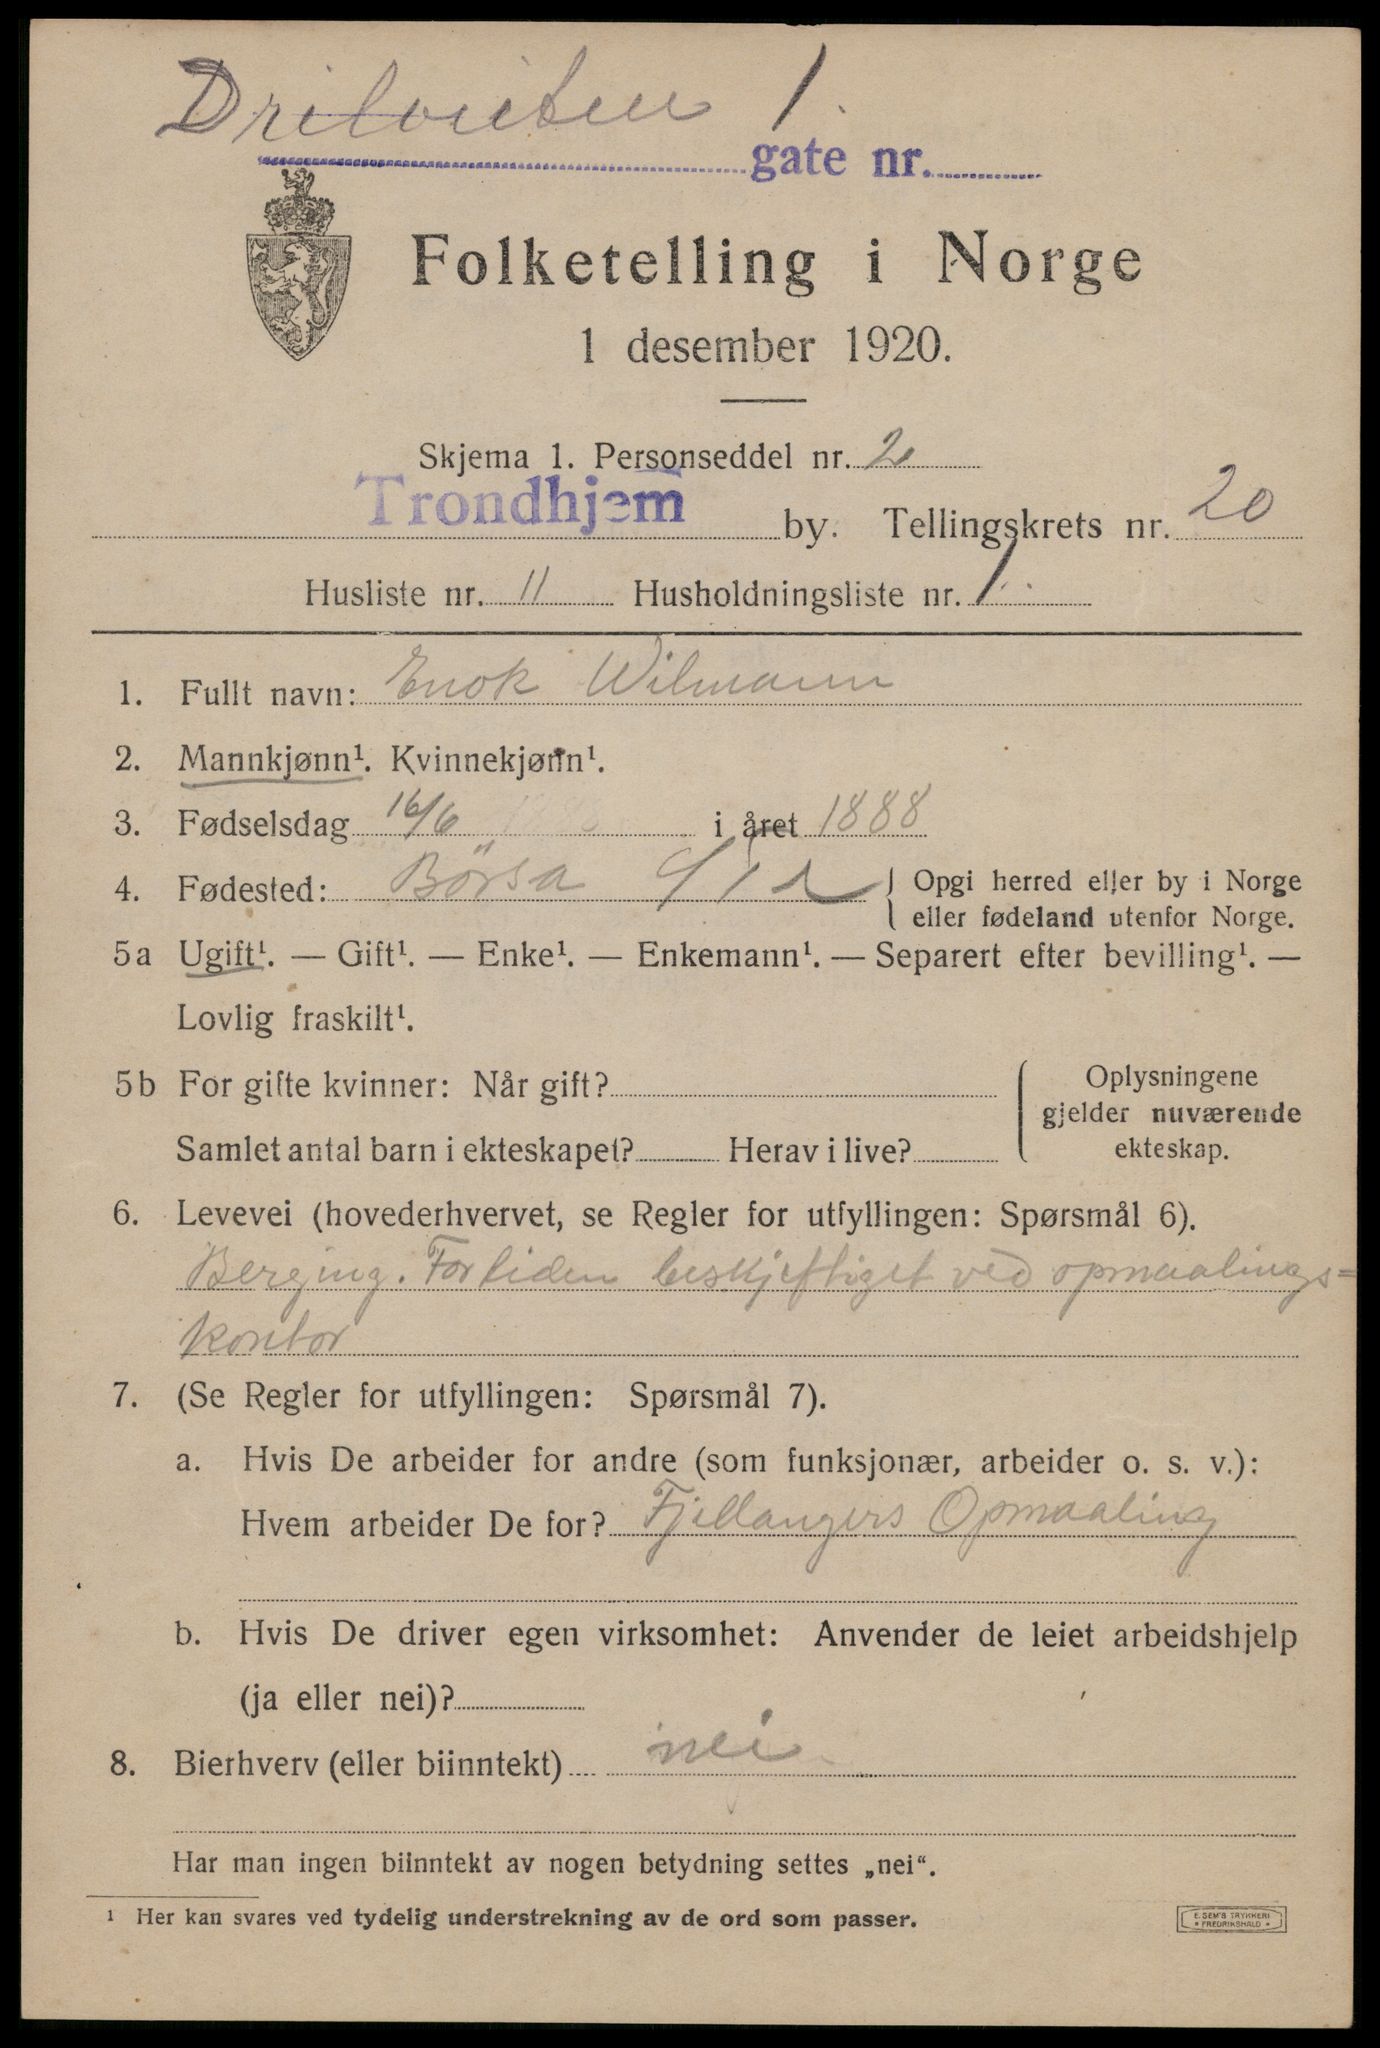 Drilvieten 1.
gate nr.
Folketelling i Norge
1 desember 1920.
Skjema 1. Personseddel nr. 2
Trondhjem by. Tellingskrets nr. 20
Husliste nr. 11 Husholdningsliste nr. 1.
1. Fullt navn: Enok Wilmann
2. Mannkjønn¹. Kvinnekjønn¹.
3. Fødselsdag 16/6 i året 1888
4. Fødested: Børsa
{ Opgi herred eller by i Norge
eller fødeland utenfor Norge.
5a Ugift¹. — Gift¹. — Enke¹. — Enkemann¹. — Separert efter bevilling¹. —
Lovlig fraskilt¹.
5b For gifte kvinner: Når gift?
Samlet antal barn i ekteskapet? Herav i live?
{ Oplysningene
gjelder nuværende
ekteskap.
6. Levevei (hovederhvervet, se Regler for utfyllingen: Spørsmål 6).
Berging. For tiden beskjeftiget ved opmaalings=
kontor
7. (Se Regler for utfyllingen: Spørsmål 7).
a. Hvis De arbeider for andre (som funksjonær, arbeider o. s. v.):
Hvem arbeider De for? Fjellangers Opmaaling
b. Hvis De driver egen virksomhet: Anvender de leiet arbeidshjelp
(ja eller nei)?
8. Bierhverv (eller biinntekt) nei
Har man ingen biinntekt av nogen betydning settes „nei“.
¹ Her kan svares ved tydelig understrekning av de ord som passer.
E. SEM'S TRYKKERI
* FREDRIKSHALD *